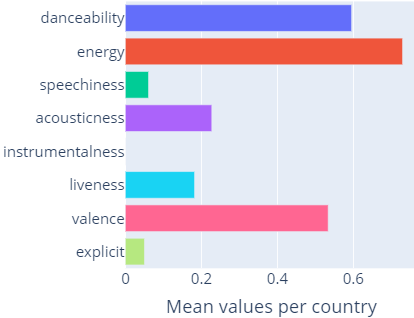 danceability
energy
speechiness
acousticness
instrumentalness
liveness
valence
explicit
0 0.2 0.4 0.6
Mean values per country